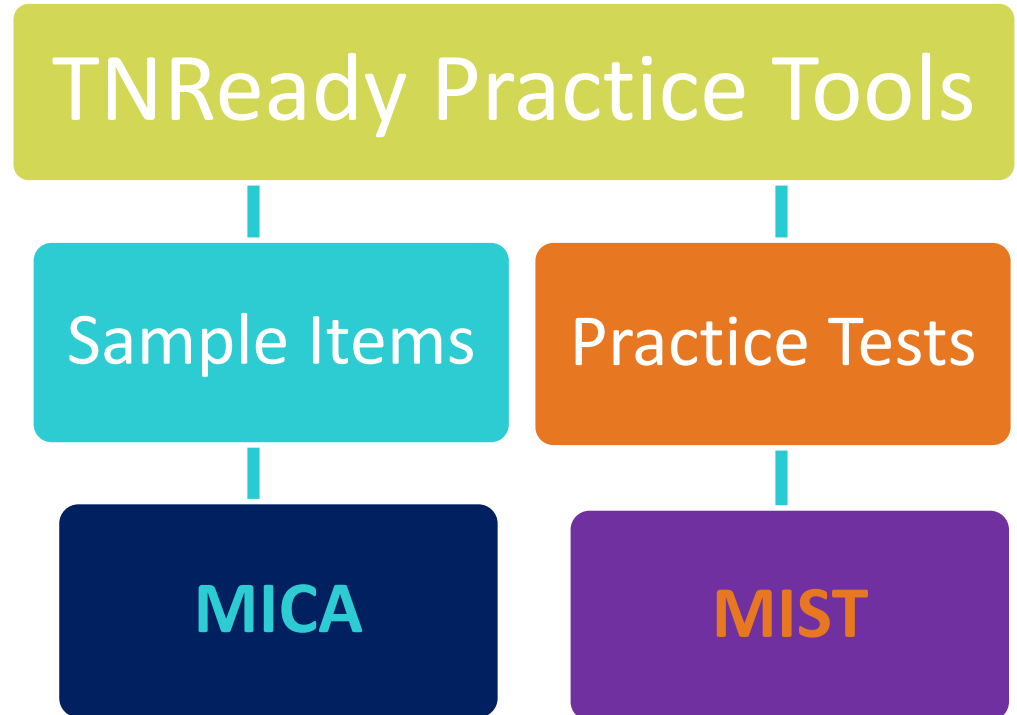 TNReady Practice Tools
Sample Items
Practice Tests
MICA
MIST